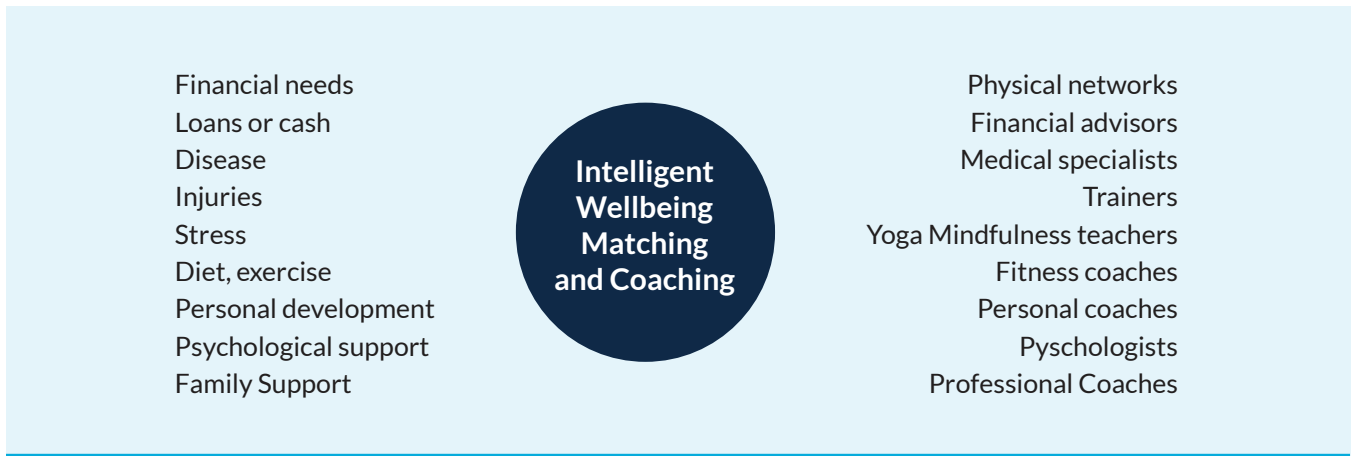 Financial needs
Loans or cash
Disease
Injuries
Stress
Diet, exercise
Personal development
Psychological support
Family Support
Intelligent
Wellbeing
Matching
and Coaching
Physical networks
Financial advisors
Medical specialists
Trainers
Yoga Mindfulness teachers
Fitness coaches
Personal coaches
Pyschologists
Professional Coaches